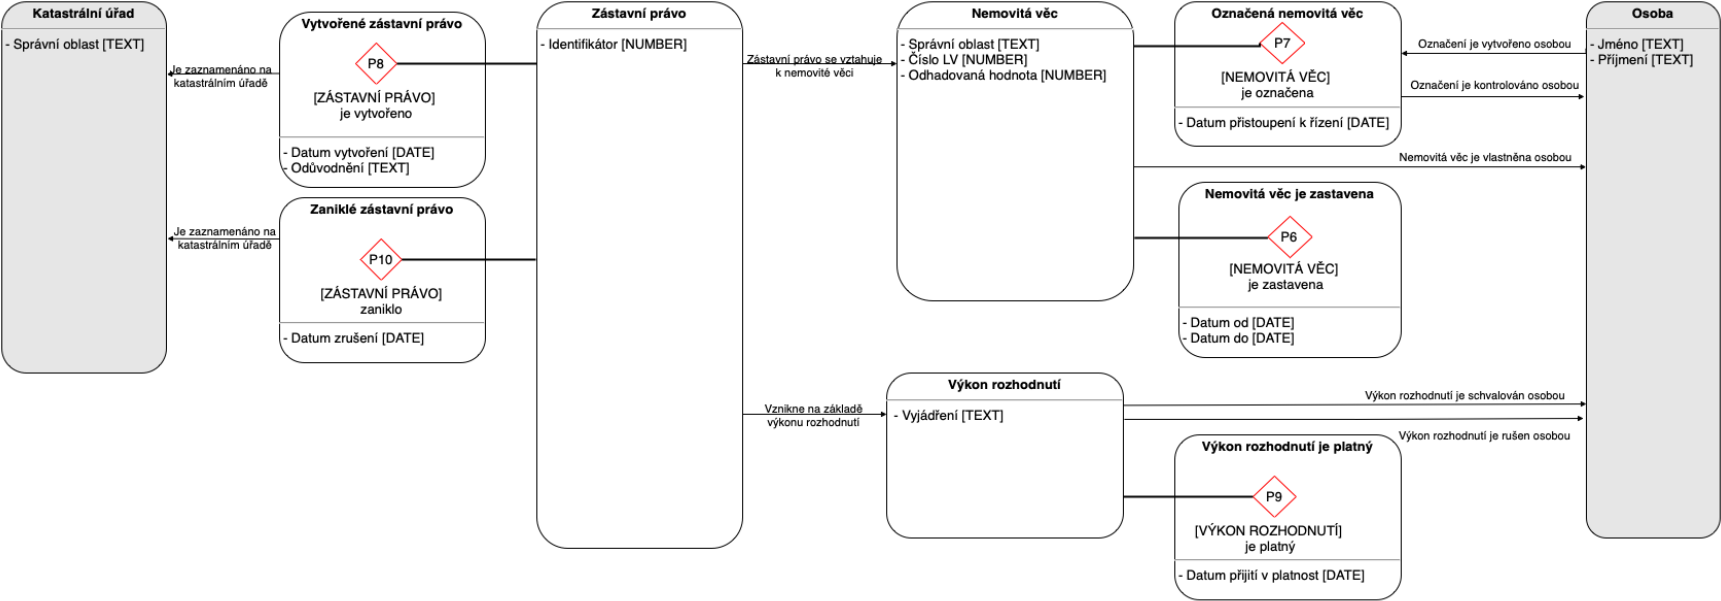 Katastrální úřad
- Správní oblast [TEXT]
Je zaznamenáno na
katastrálním úřadě
Je zaznamenáno na
katastrálním úřadě
Vytvořené zástavní právo
P8
[ZÁSTAVNÍ PRÁVO]
je vytvořeno
- Datum vytvoření [DATE]
- Odůvodnění [TEXT]
Zaniklé zástavní právo
P10
[ZÁSTAVNÍ PRÁVO]
zaniklo
- Datum zrušení [DATE]
Zástavní právo
- Identifikátor [NUMBER]
Zástavní právo se vztahuje
k nemovité věci
Vznikne na základě
výkonu rozhodnutí
Nemovitá věc
- Správní oblast [TEXT]
- Číslo LV [NUMBER]
- Odhadovaná hodnota [NUMBER]
Výkon rozhodnutí
- Vyjádření [TEXT]
Označená nemovitá věc
P7
[NEMOVITÁ VĚC]
je označena
- Datum přistoupení k řízení [DATE]
Nemovitá věc je vlastněna osobou
Nemovitá věc je zastavena
P6
[NEMOVITÁ VĚC]
je zastavena
- Datum od [DATE]
- Datum do [DATE]
Výkon rozhodnutí je schvalován osobou
Výkon rozhodnutí je rušen osobou
Výkon rozhodnutí je platný
P9
[VÝKON ROZHODNUTÍ]
je platný
- Datum přijití v platnost [DATE]
Označení je vytvořeno osobou
Označení je kontrolováno osobou
Osoba
- Jméno [TEXT]
- Příjmení [TEXT]